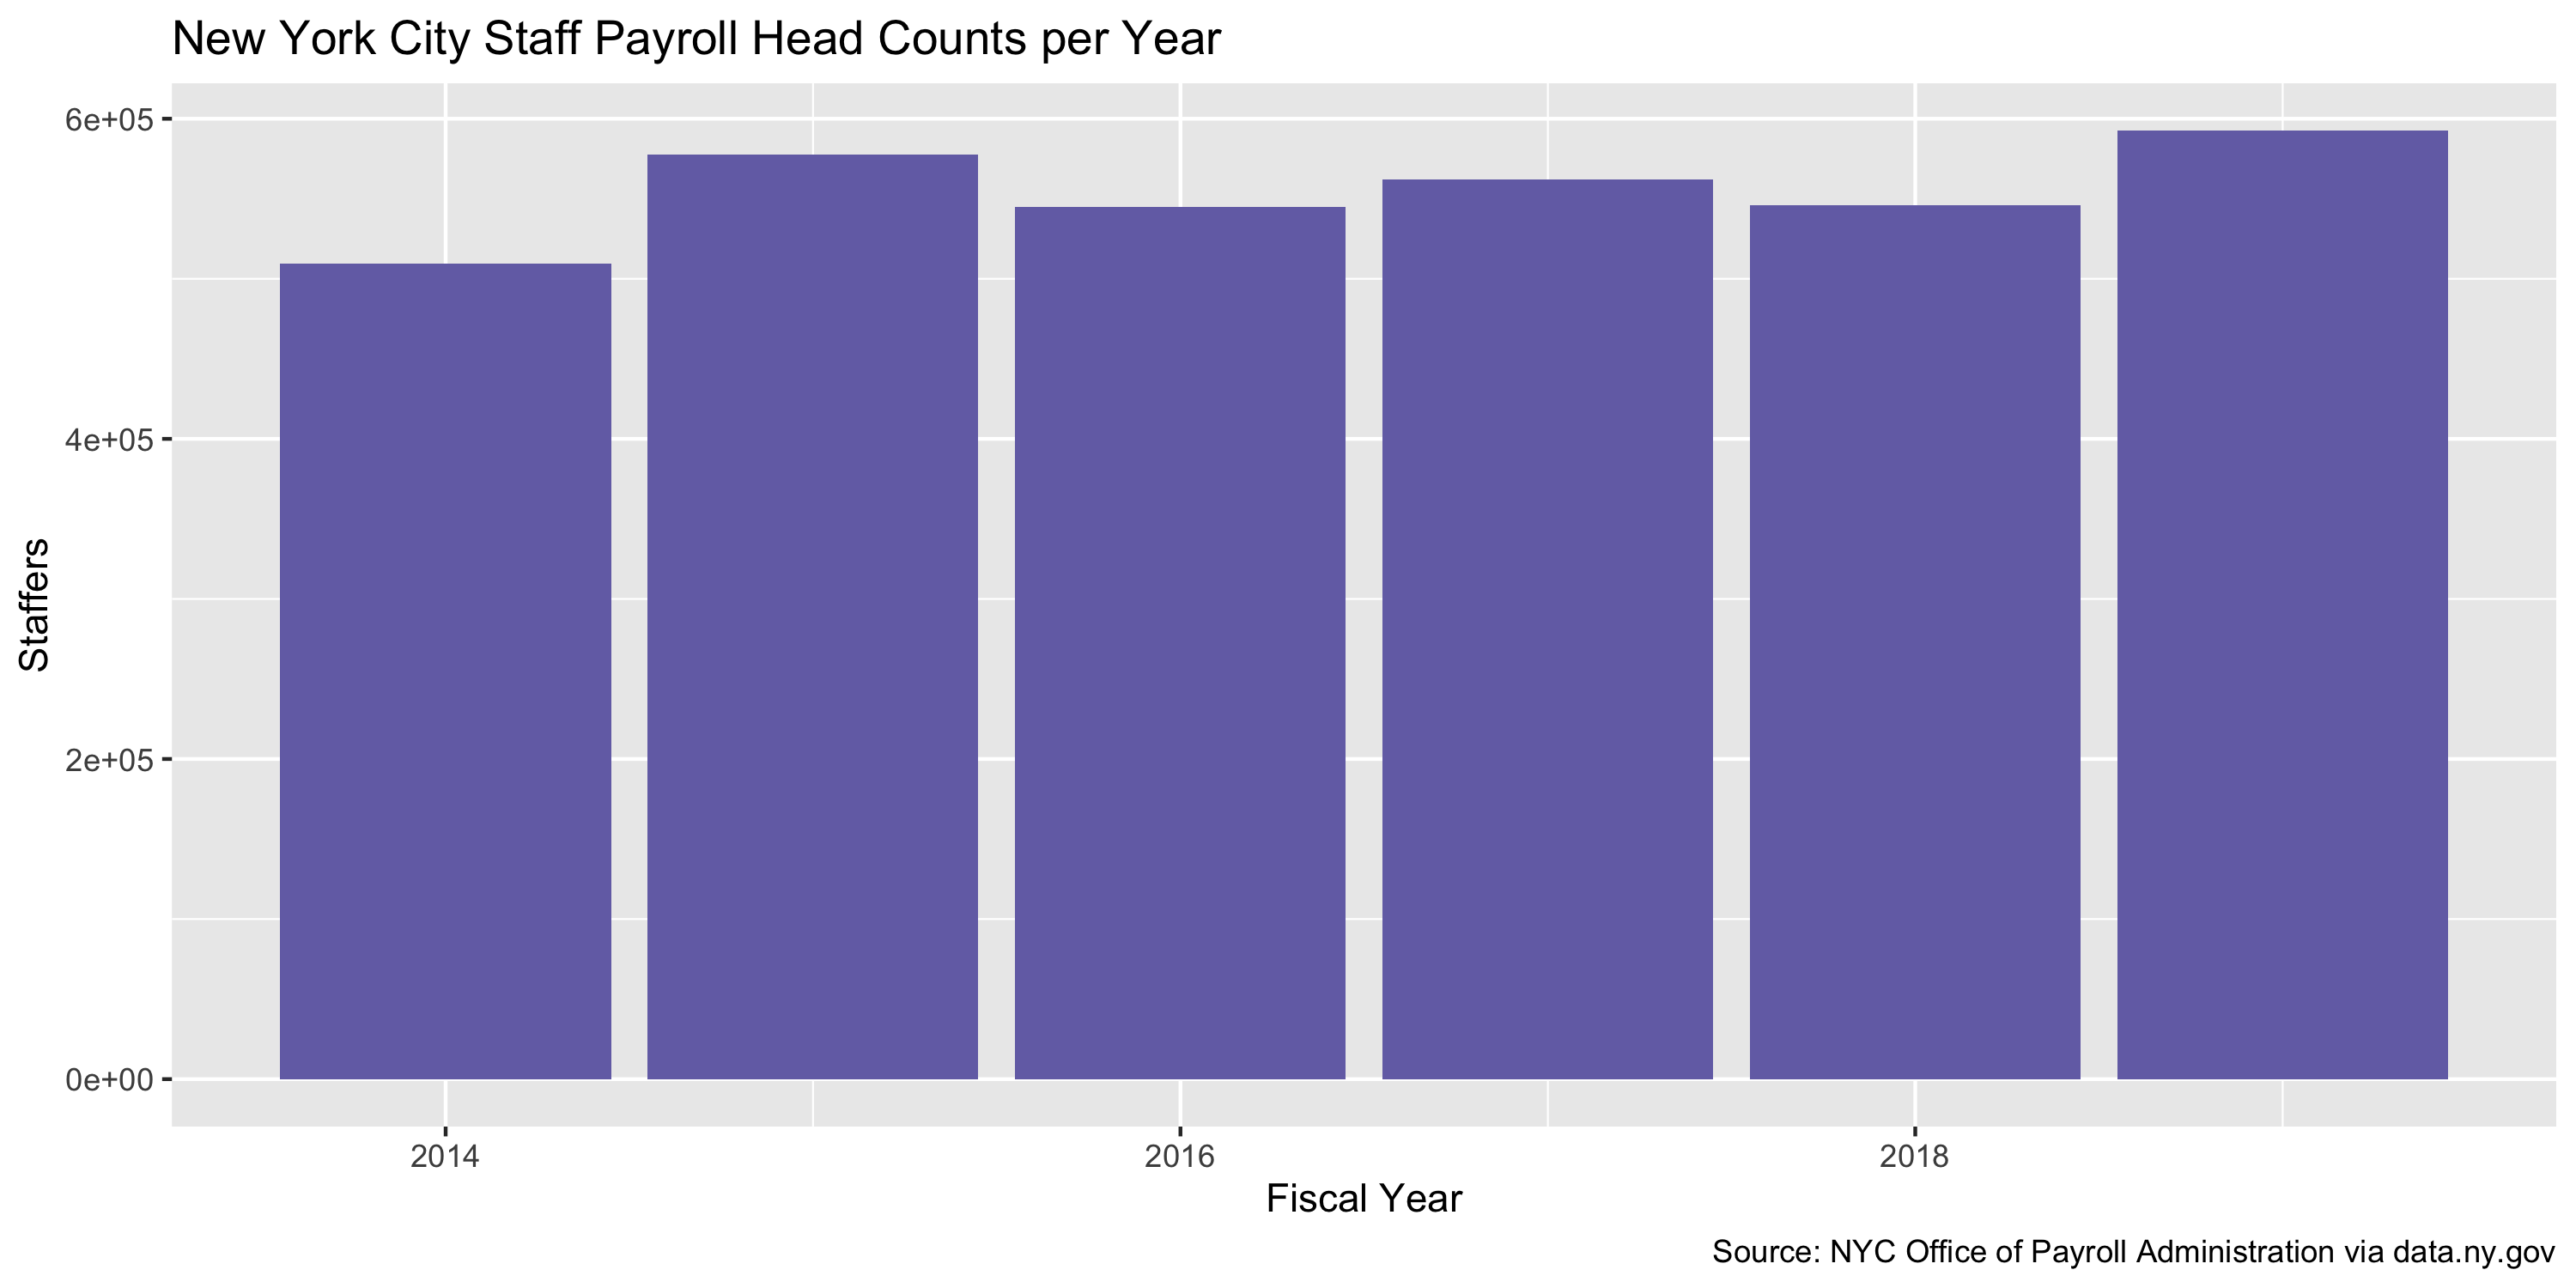 New York City Staff Payroll Head Counts per Year
6e+05
4e+05
2e+05
0e+00
Staffers
2014 2016 2018
Fiscal Year
Source: NYC Office of Payroll Administration via data.ny.gov